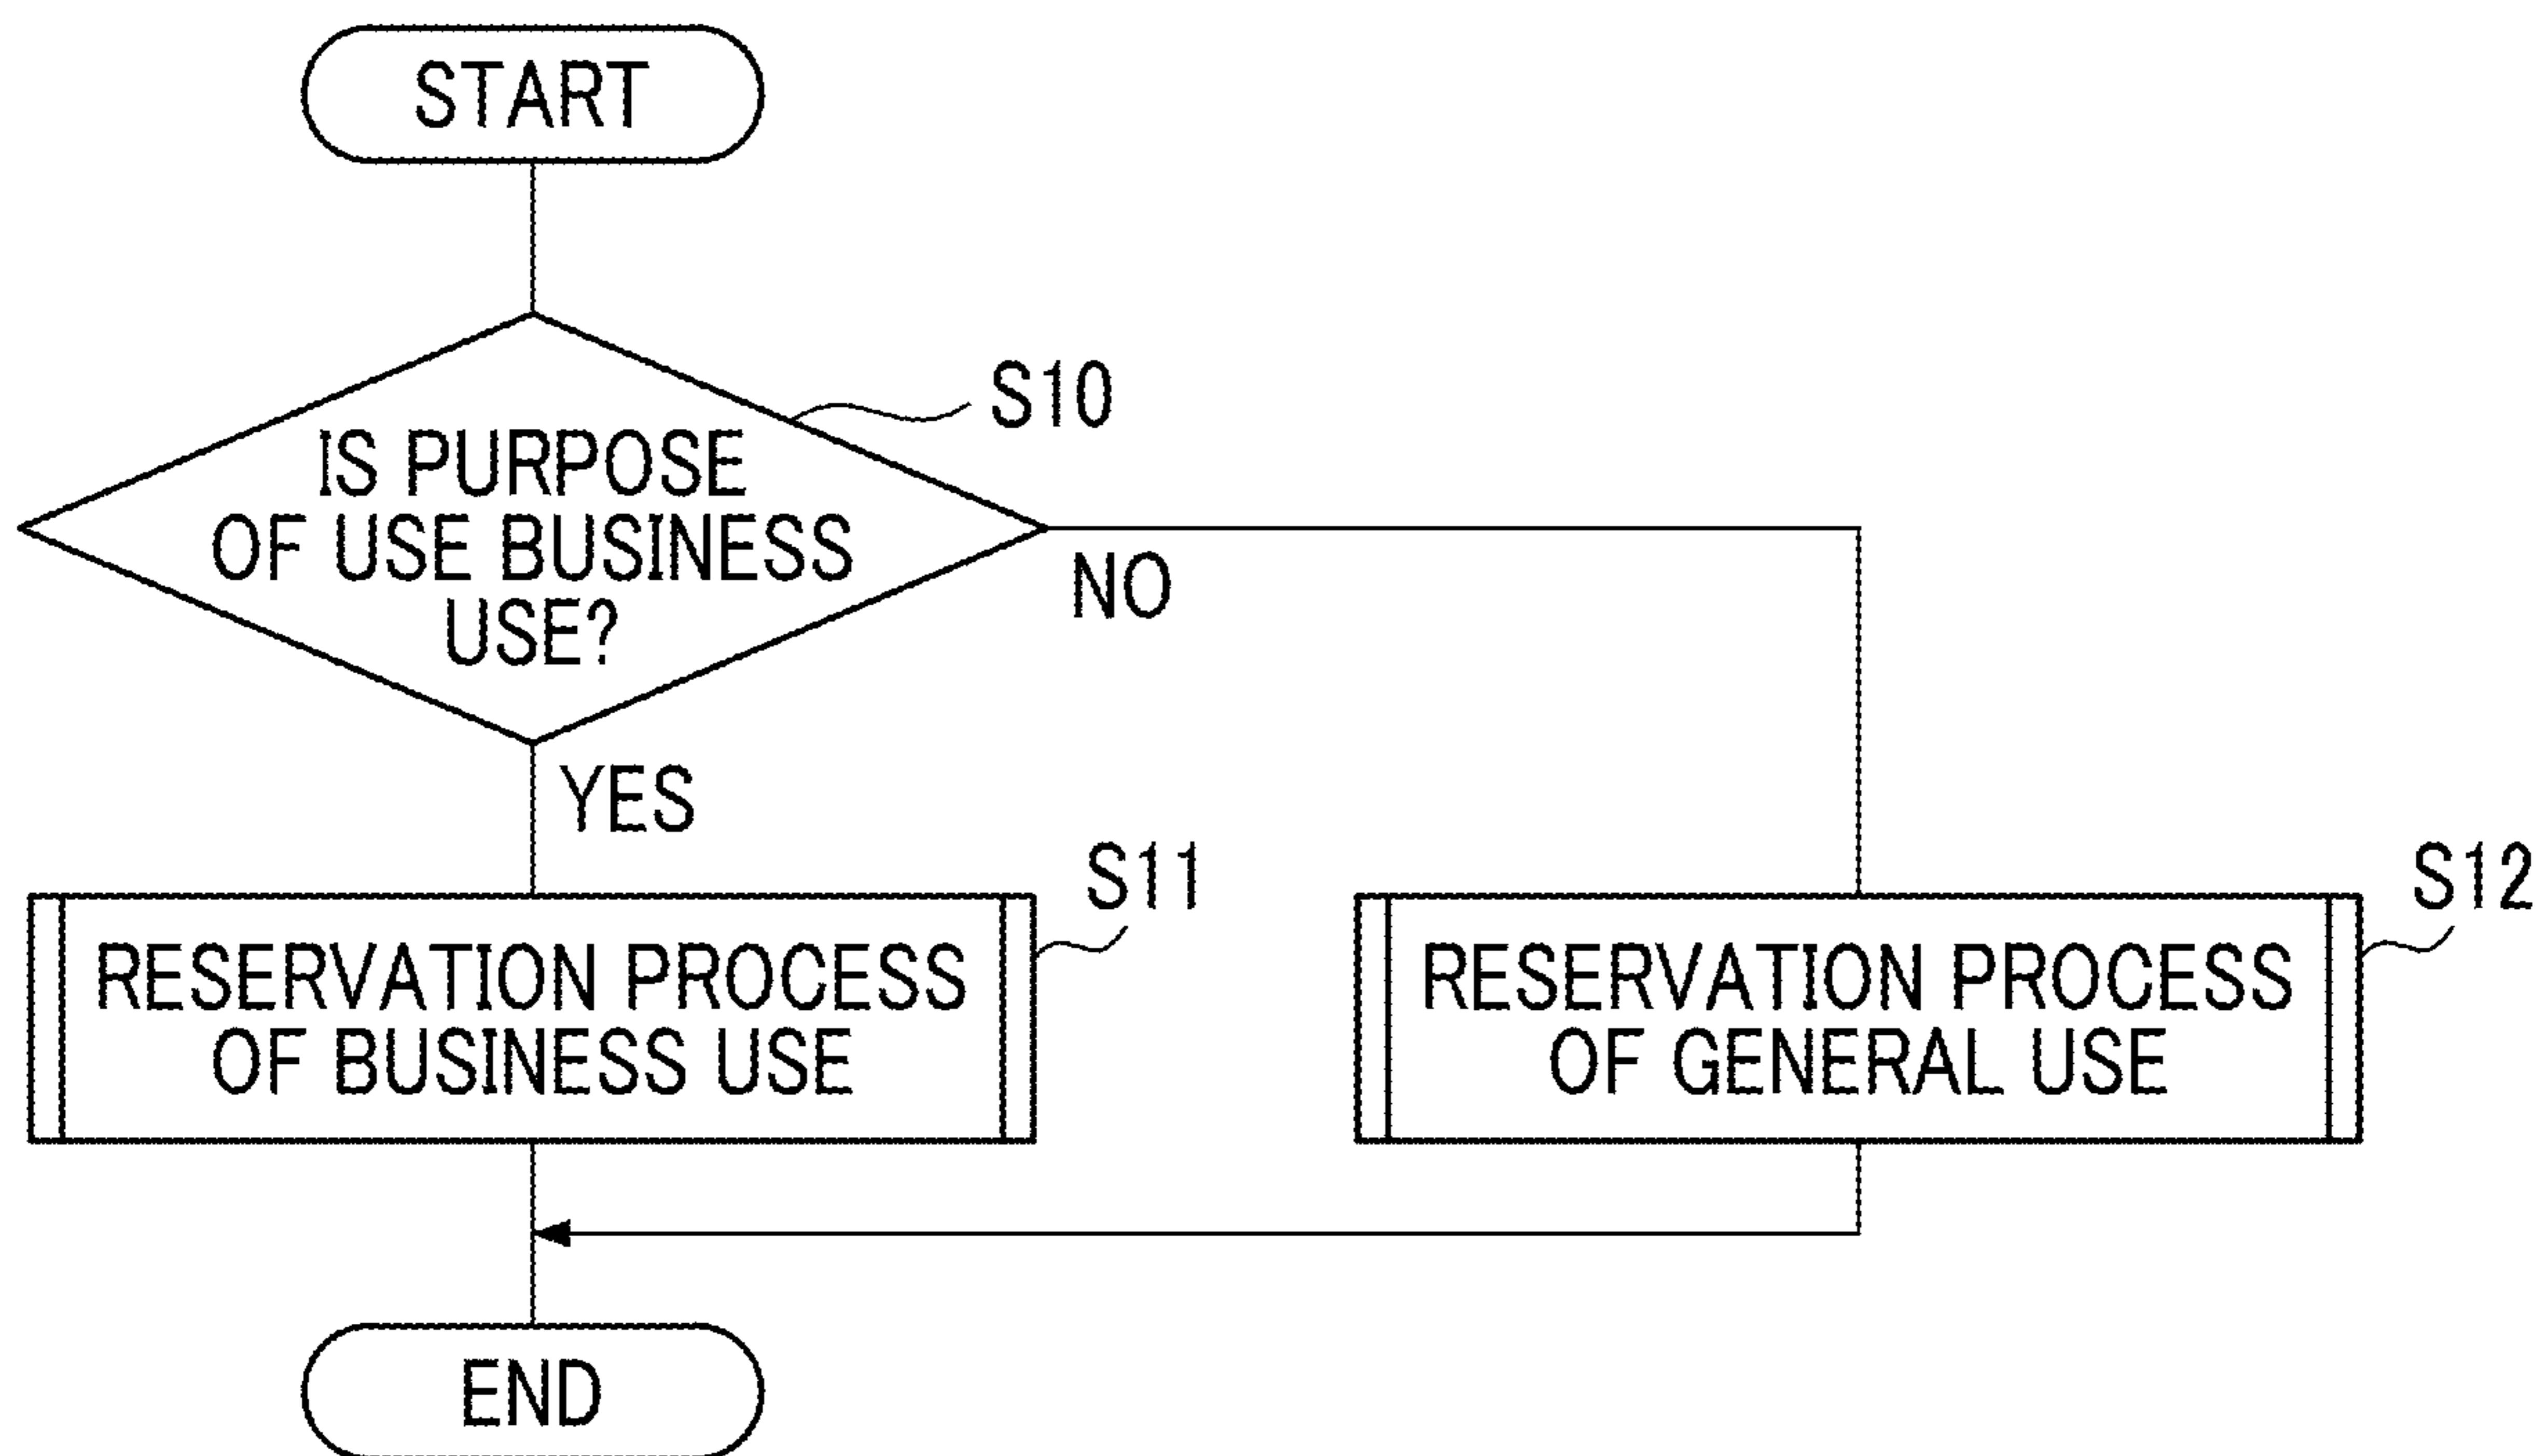 START
S10
IS PURPOSE
OF USE BUSINESS
USE?
NO
YES
S11
RESERVATION PROCESS
OF BUSINESS USE
S12
RESERVATION PROCESS
OF GENERAL USE
END